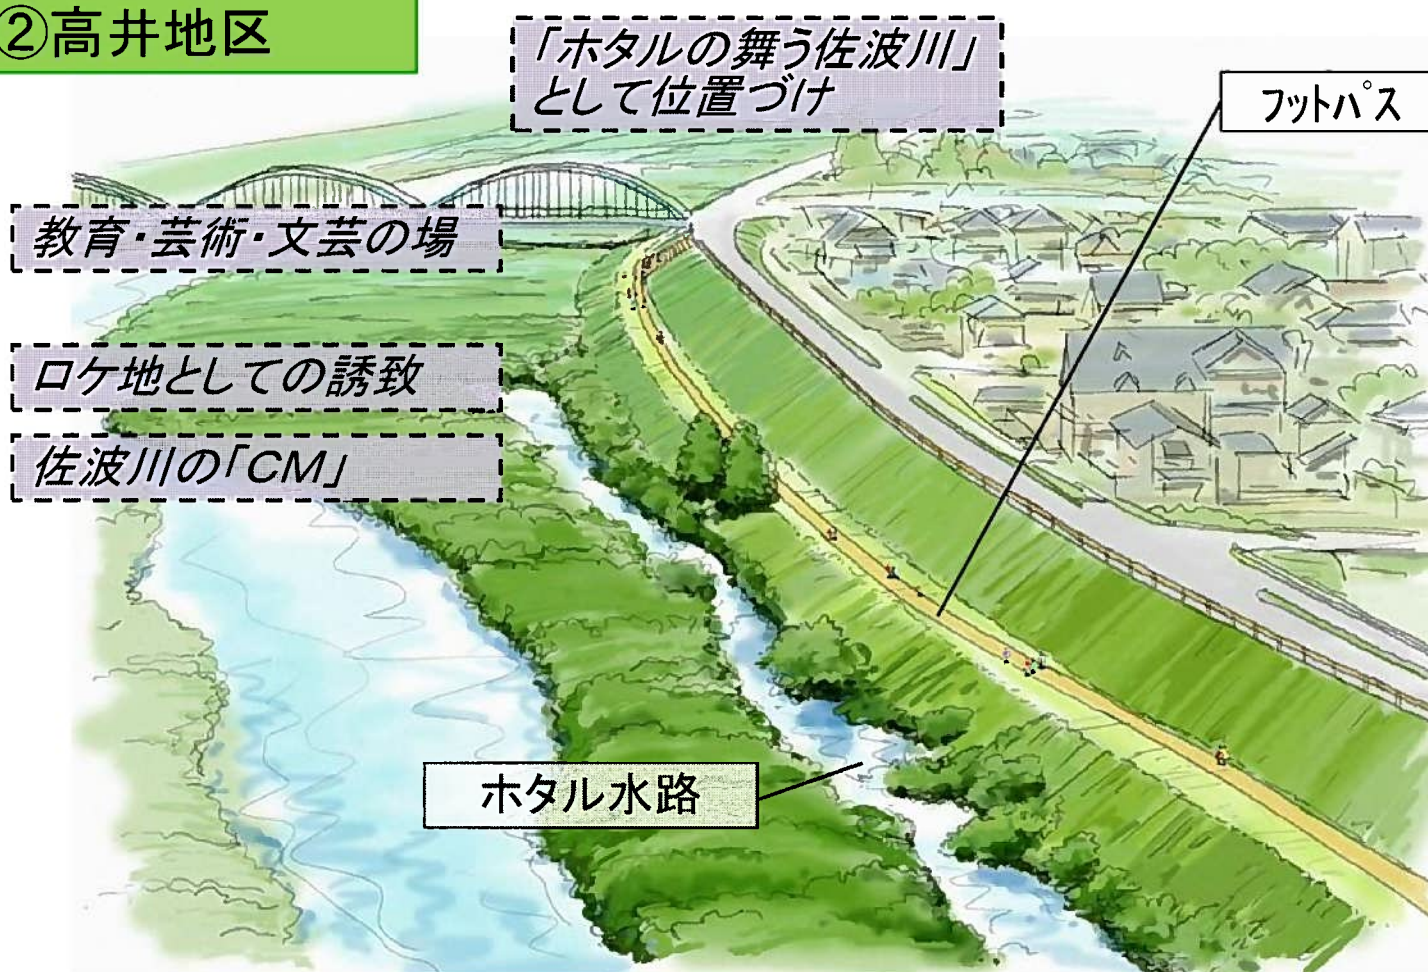 ②高井地区
「ホタルの舞う佐波川」
として位置づけ
フットパス
教育・芸術・文芸の場
ロケ地としての誘致
佐波川の「CM」
ホタル水路